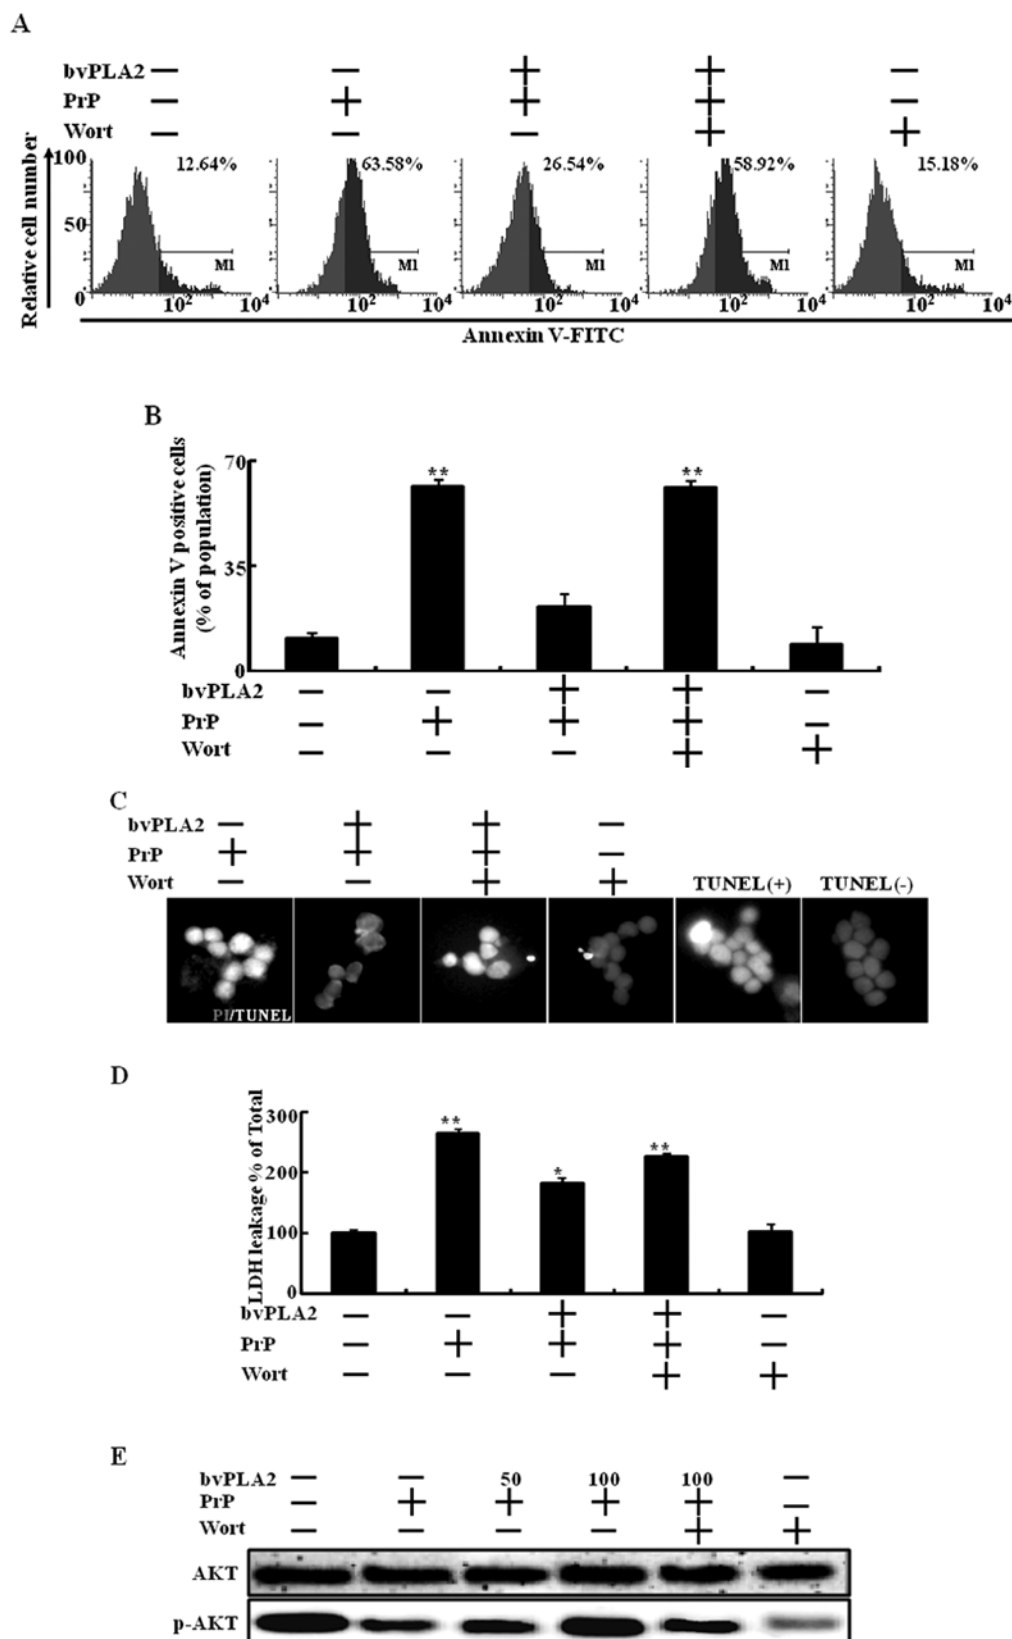 A
bvPLA2 — — + + —
PrP — + + + —
Wort — — — + +
Relative cell number
100 12.64% 63.58% 26.54% 58.92% 15.18%
50
M1 M1 M1 M1 M1
0
10² 10⁴ 10² 10⁴ 10² 10⁴ 10² 10⁴ 10² 10⁴
Annexin V-FITC
B
Annexin V positive cells
(% of population)
70
** **
35
0
bvPLA2 — — + + —
PrP — + + + —
Wort — — — + +
C
bvPLA2 — + + —
PrP + + + —
Wort — — + + TUNEL(+) TUNEL(-)
PI/TUNEL
D
LDH leakage % of Total
300
** * **
200
100
0
bvPLA2 — — + + —
PrP — + + + —
Wort — — — + +
E
bvPLA2 — — 50 100 100 —
PrP — + + + + —
Wort — — — — + +
AKT
p-AKT